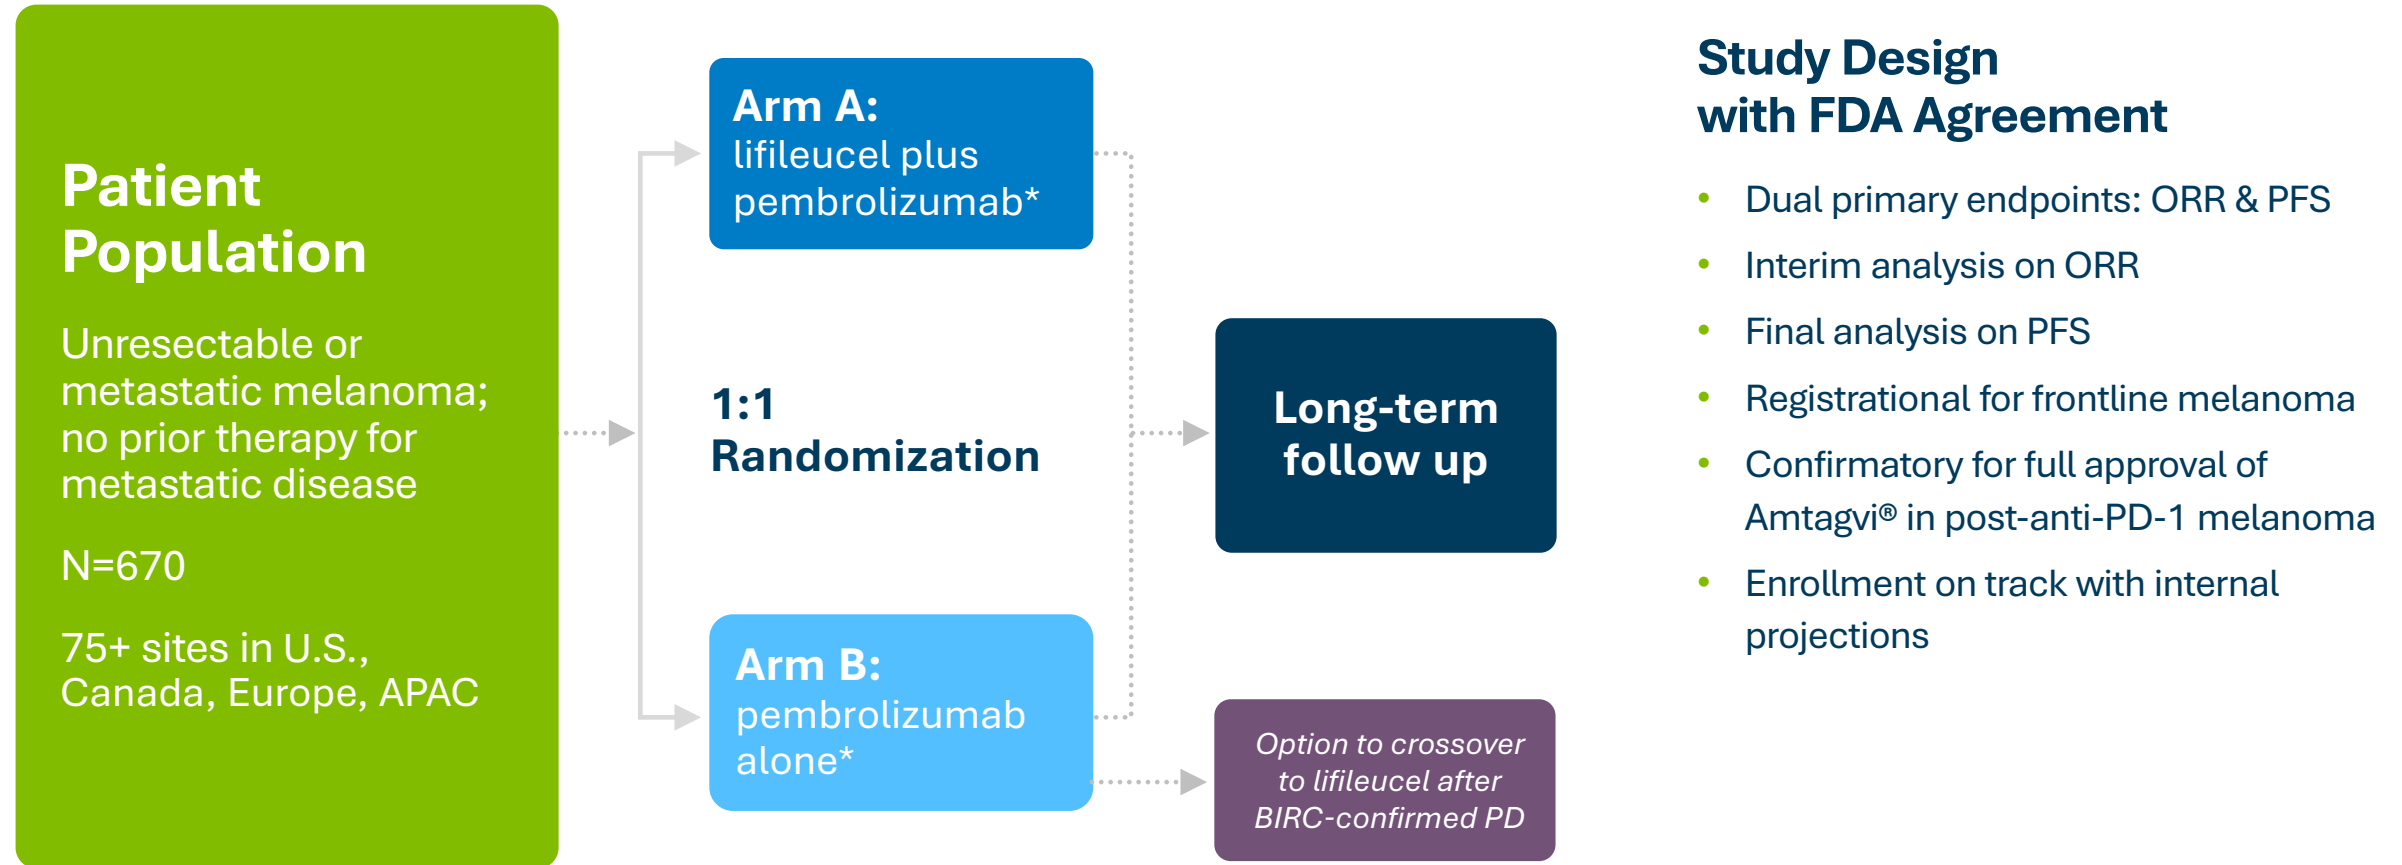 Patient
Population
Unresectable or
metastatic melanoma;
no prior therapy for
metastatic disease
N=670
75+ sites in U.S.,
Canada, Europe, APAC
Arm A:
lifileucel plus
pembrolizumab*
1:1
Randomization
Arm B:
pembrolizumab
alone*
Long-term
follow up
Option to crossover
to lifileucel after
BIRC-confirmed PD
Study Design
with FDA Agreement
• Dual primary endpoints: ORR & PFS
• Interim analysis on ORR
• Final analysis on PFS
• Registrational for frontline melanoma
• Confirmatory for full approval of
Amtagvi® in post-anti-PD-1 melanoma
• Enrollment on track with internal
projections